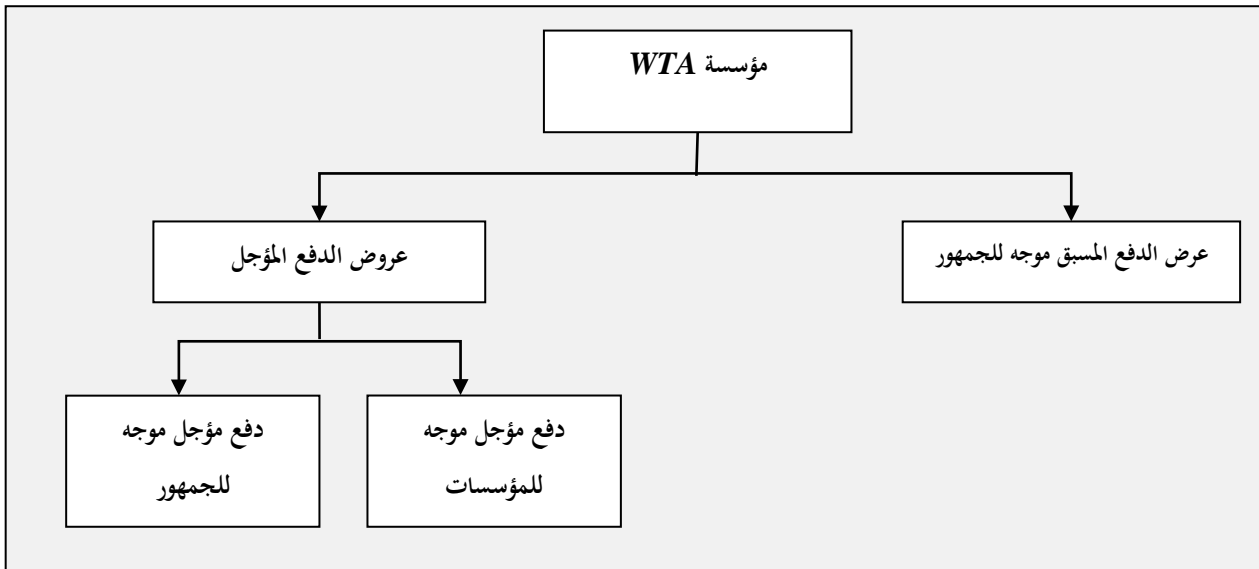 مؤسسة WTA
عرض الدفع المسبق موجه للجمهور
عروض الدفع المؤجل
دفع مؤجل موجه
للمؤسسات
دفع مؤجل موجه
للجمهور